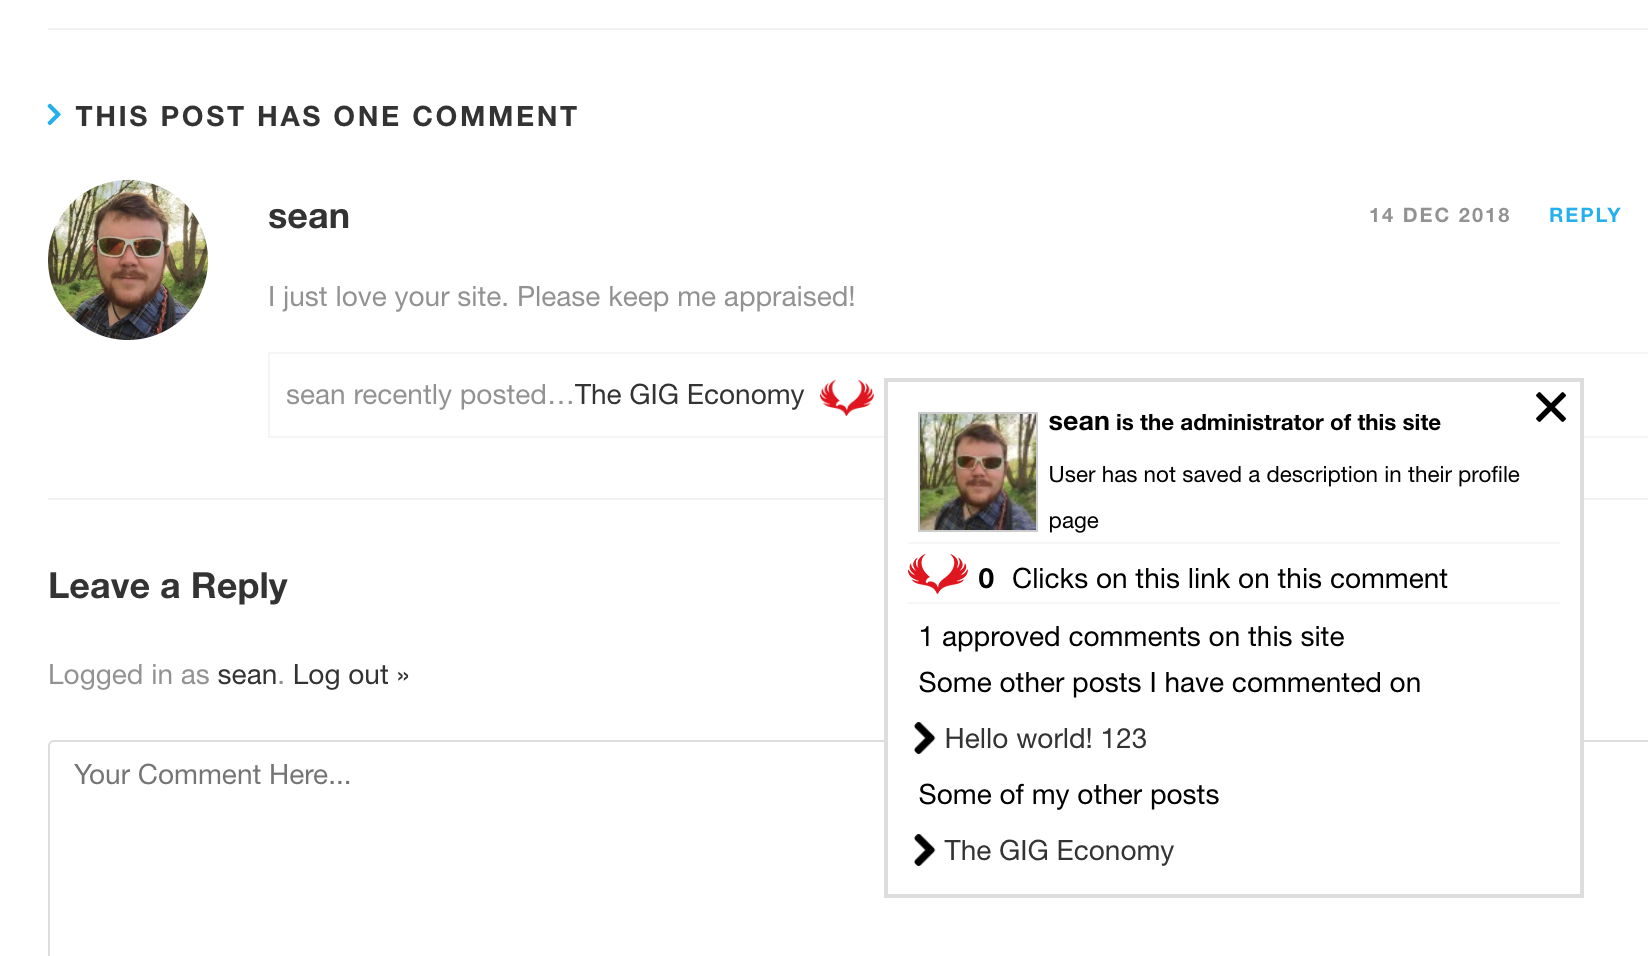 THIS POST HAS ONE COMMENT
sean
14 DEC 2018 REPLY
I just love your site. Please keep me appraised!
sean recently posted…The GIG Economy
sean is the administrator of this site
User has not saved a description in their profile
page
0 Clicks on this link on this comment
1 approved comments on this site
Some other posts I have commented on
Hello world! 123
Some of my other posts
The GIG Economy
Leave a Reply
Logged in as sean. Log out »
Your Comment Here...